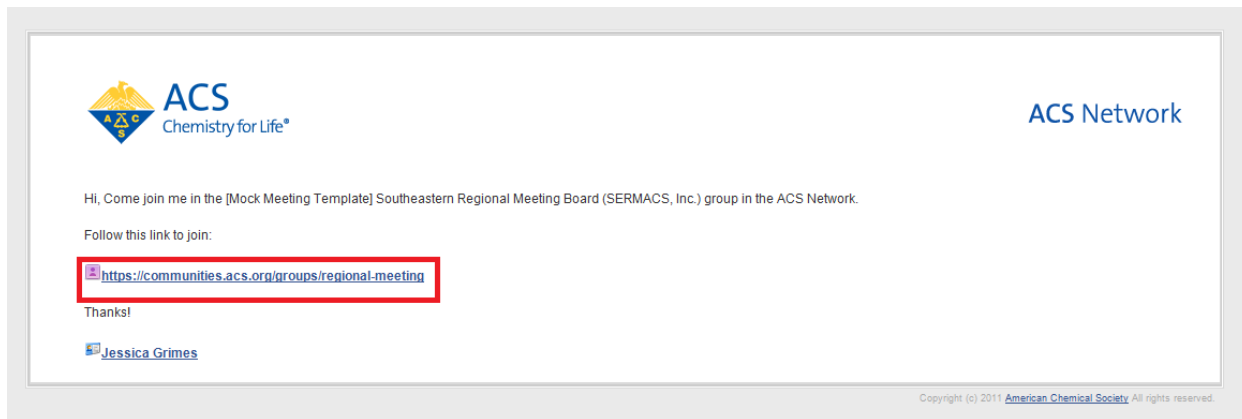 ACS
Chemistry for Life®
A C S
ACS Network
Hi, Come join me in the [Mock Meeting Template] Southeastern Regional Meeting Board (SERMACS, Inc.) group in the ACS Network.
Follow this link to join:
https://communities.acs.org/groups/regional-meeting
Thanks!
Jessica Grimes
Copyright (c) 2011 American Chemical Society All rights reserved.